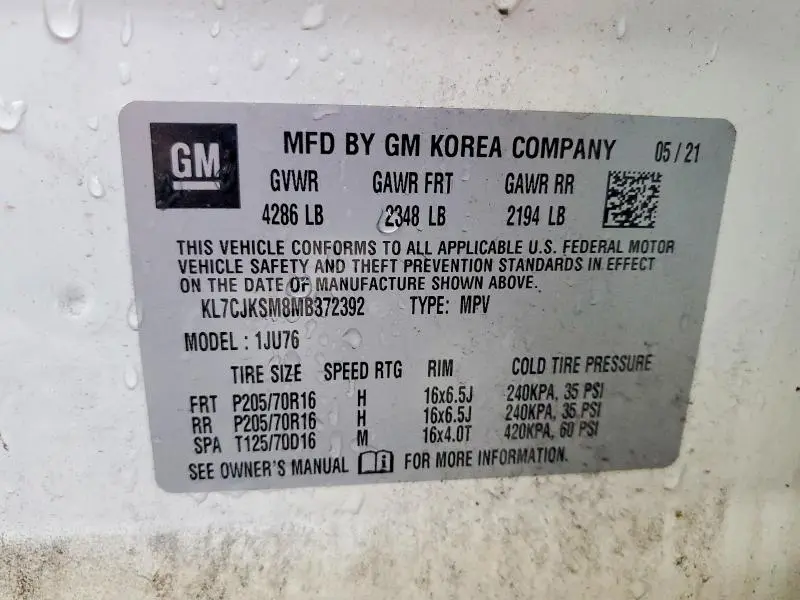 GM MFD BY GM KOREA COMPANY 05 / 21
GVWR GAWR FRT GAWR RR
4286 LB 2348 LB 2194 LB
THIS VEHICLE CONFORMS TO ALL APPLICABLE U.S. FEDERAL MOTOR
VEHICLE SAFETY AND THEFT PREVENTION STANDARDS IN EFFECT
ON THE DATE OF MANUFACTURE SHOWN ABOVE.
KL7CJKSM8MB372392 TYPE: MPV
MODEL : 1JU76
TIRE SIZE SPEED RTG RIM COLD TIRE PRESSURE
FRT P205/70R16 H 16x6.5J 240KPA, 35 PSI
RR P205/70R16 H 16x6.5J 240KPA, 35 PSI
SPA T125/70D16 M 16x4.0T 420KPA, 60 PSI
SEE OWNER'S MANUAL FOR MORE INFORMATION.